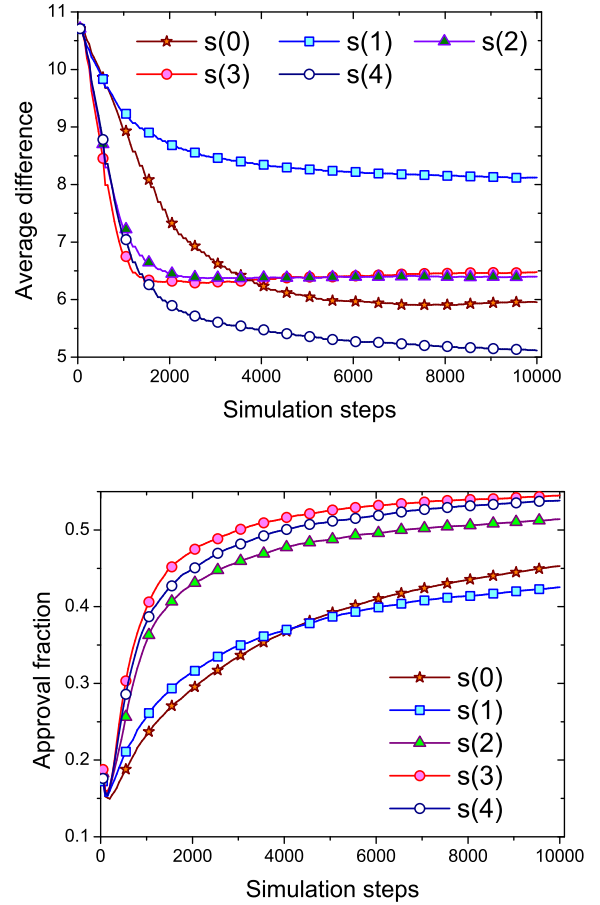 11
s(0) s(1) s(2)
10
s(3) s(4)
9
8
7
6
5
0 2000 4000 6000 8000 10000
Average difference
Simulation steps
0.5
0.4
0.3
s(0)
s(1)
0.2
s(2)
s(3)
s(4)
0.1
0 2000 4000 6000 8000 10000
Approval fraction
Simulation steps